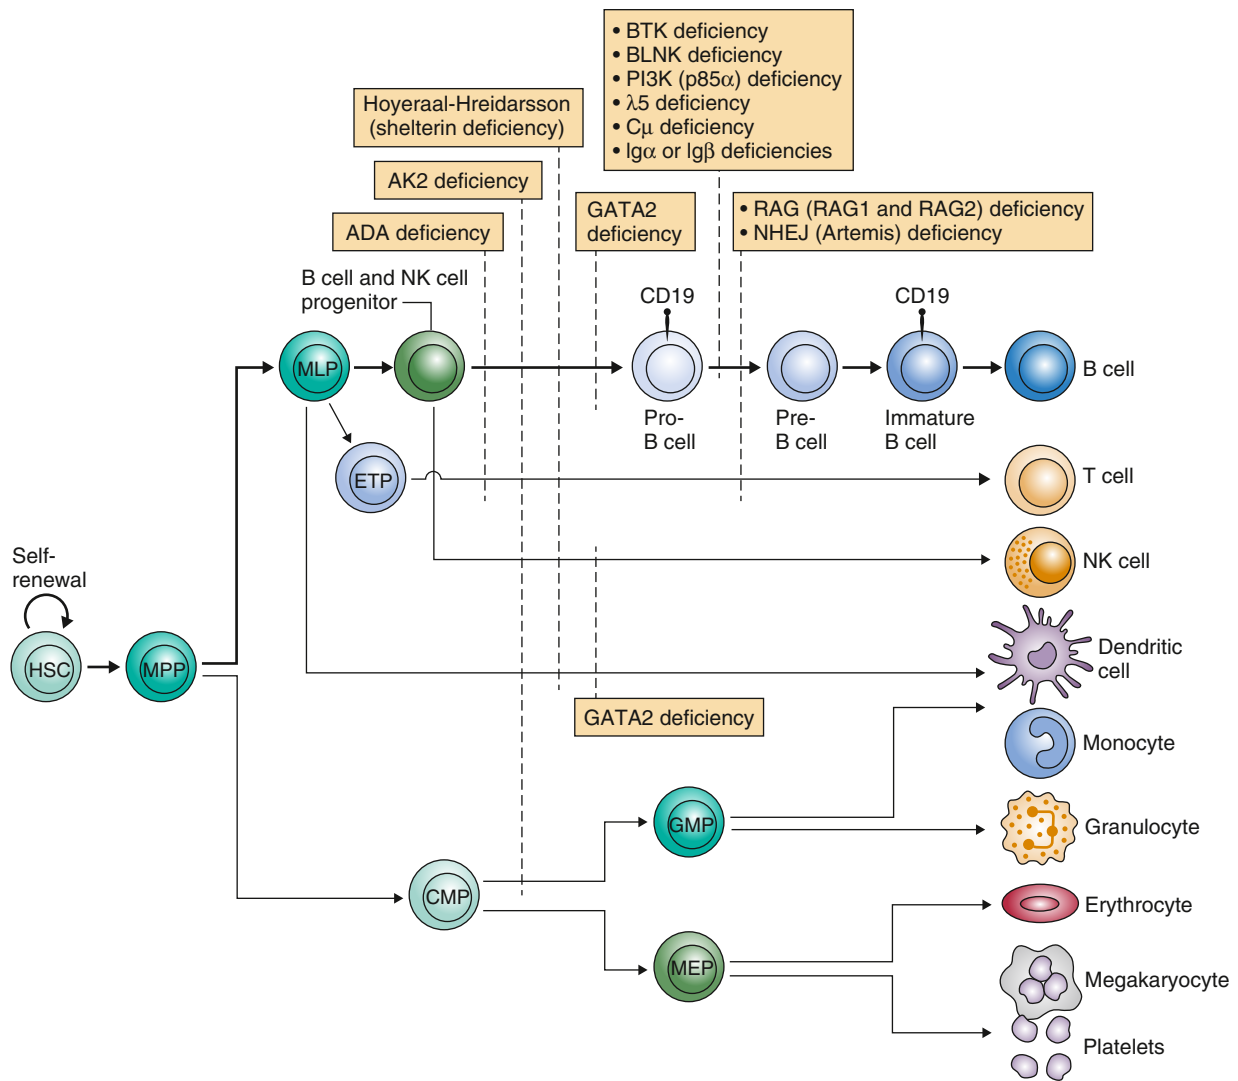 • BTK deficiency
• BLNK deficiency
• PI3K (p85α) deficiency
• λ5 deficiency
• Cμ deficiency
• Igα or Igβ deficiencies
Hoyeraal-Hreidarsson
(shelterin deficiency)
AK2 deficiency
ADA deficiency
GATA2
deficiency
• RAG (RAG1 and RAG2) deficiency
• NHEJ (Artemis) deficiency
B cell and NK cell
progenitor
CD19
CD19
MLP
B cell
Pro-
B cell
Pre-
B cell
Immature
B cell
ETP
T cell
Self-
renewal
NK cell
HSC
MPP
Dendritic
cell
GATA2 deficiency
Monocyte
GMP
Granulocyte
CMP
Erythrocyte
MEP
Megakaryocyte
Platelets